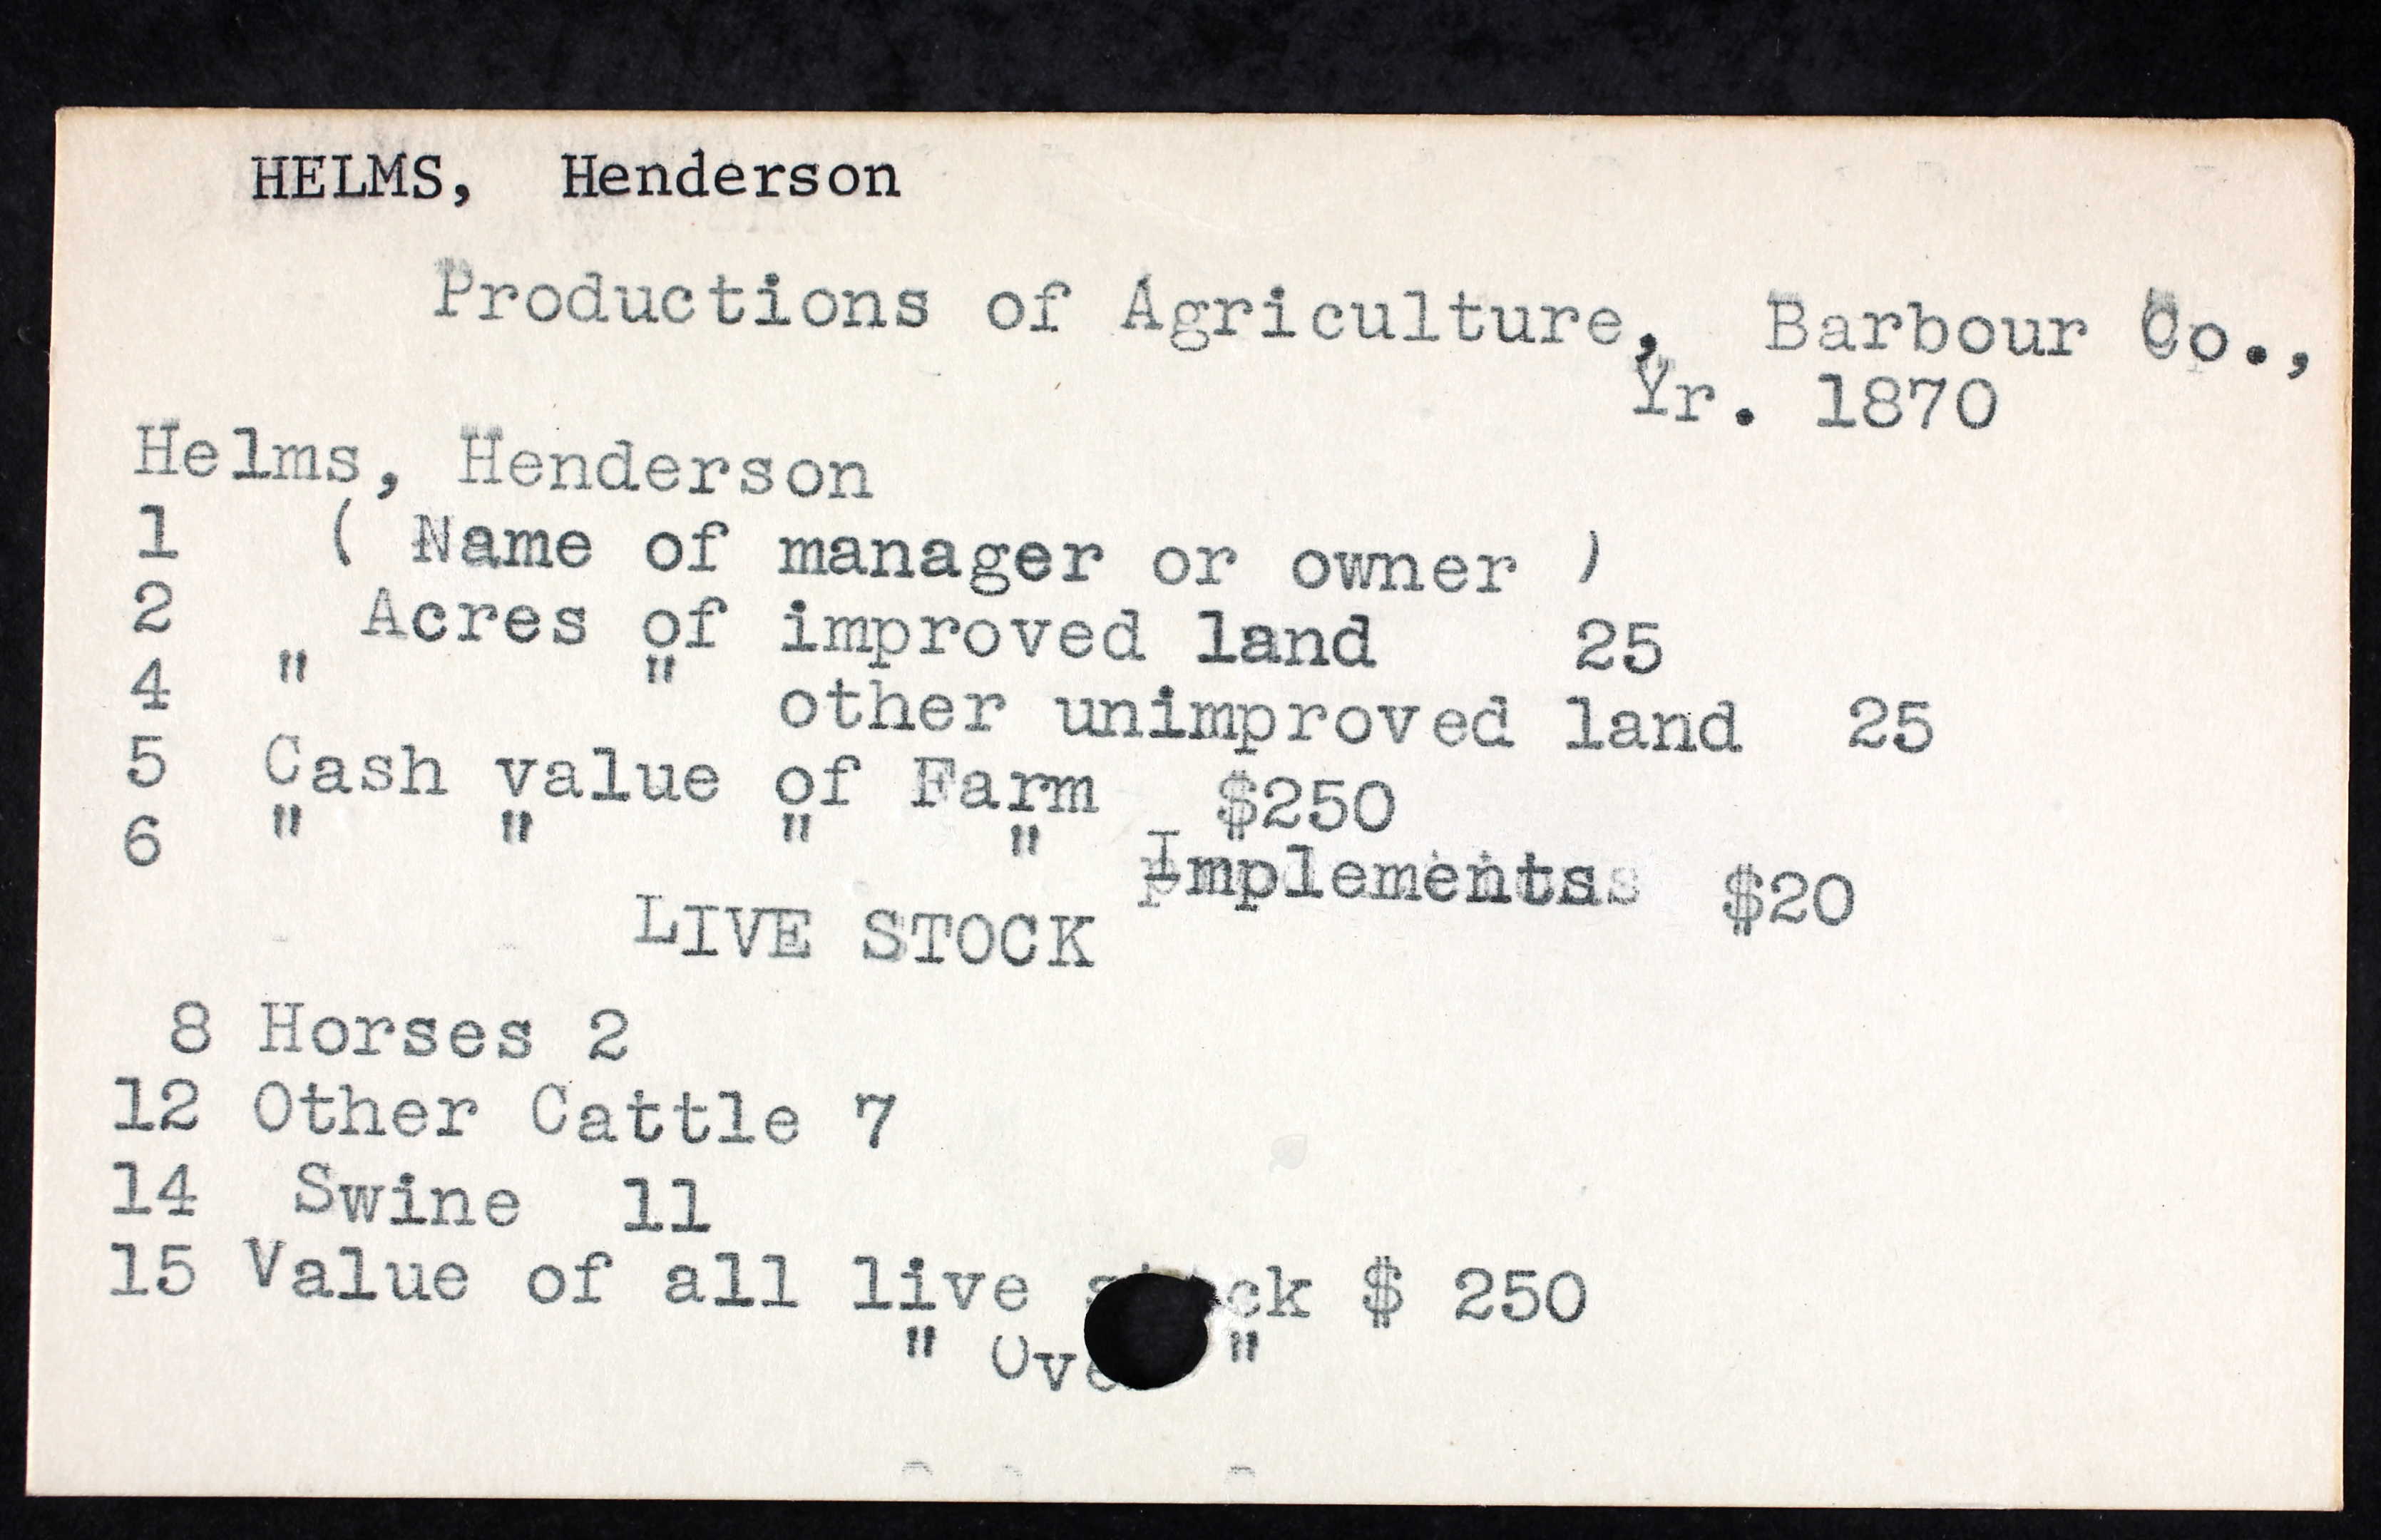 HELMS, Henderson
Productions of Agriculture, Barbour Co.,
Yr. 1870
Helms, Henderson
1 ( Name of manager or owner )
2 Acres of improved land 25
4 " " other unimproved land 25
5 Cash value of Farm $250
6 " " " " Implements $20
LIVE STOCK
8 Horses 2
12 Other Cattle 7
14 Swine 11
15 Value of all live stock $ 250
" Over "